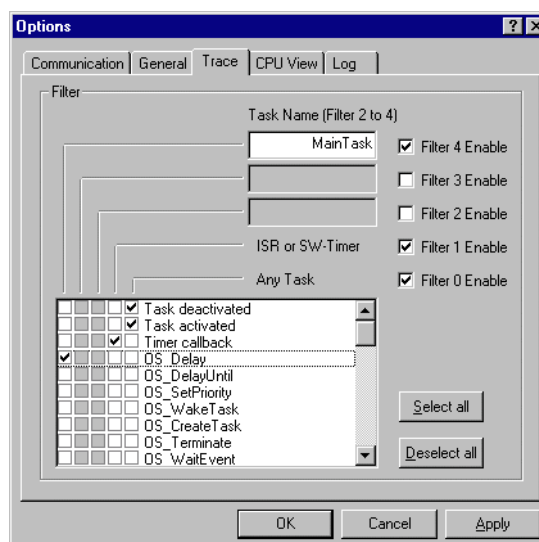 Options
Communication General Trace CPU View Log
Filter
Task Name (Filter 2 to 4)
MainTask Filter 4 Enable
Filter 3 Enable
Filter 2 Enable
ISR or SW-Timer Filter 1 Enable
Any Task Filter 0 Enable
Task deactivated
Task activated
Timer callback
OS_Delay
OS_DelayUntil
OS_SetPriority
OS_WakeTask
OS_CreateTask
OS_Terminate
OS_WaitEvent
Select all
Deselect all
OK Cancel Apply